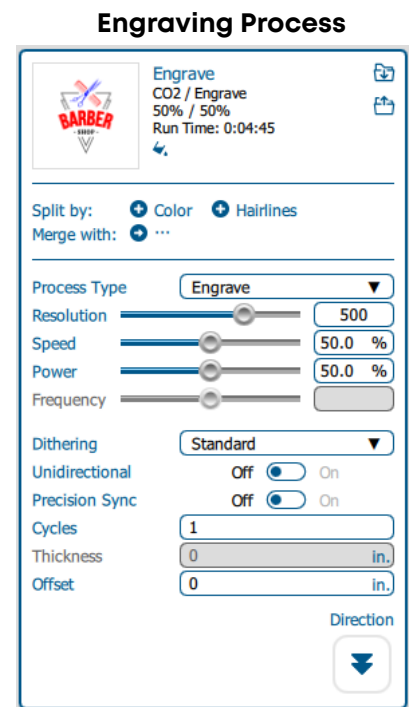 Engraving Process
Engrave
CO2 / Engrave
50% / 50%
Run Time: 0:04:45
BARBER
- SHOP -
Split by: Color Hairlines
Merge with: ...
Process Type Engrave
Resolution 500
Speed 50.0 %
Power 50.0 %
Frequency
Dithering Standard
Unidirectional Off On
Precision Sync Off On
Cycles 1
Thickness 0 in.
Offset 0 in.
Direction